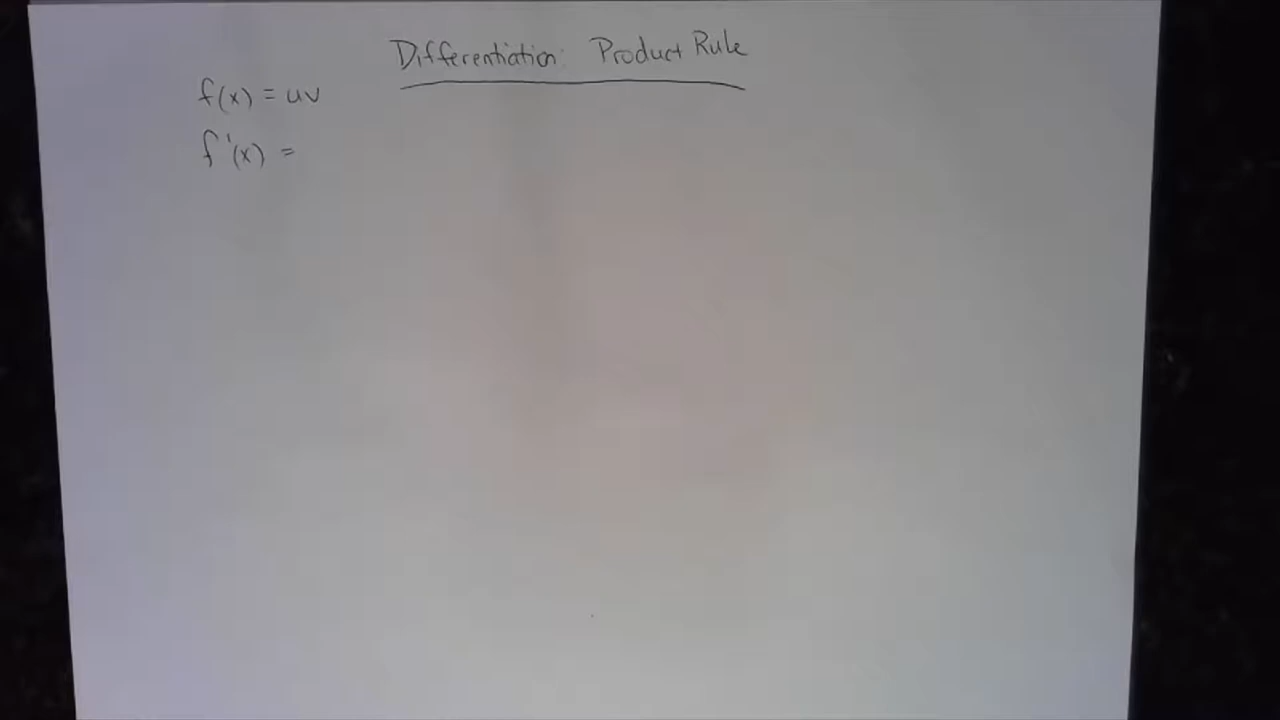 Differentiation: Product Rule
f(x) = uv
f'(x) =